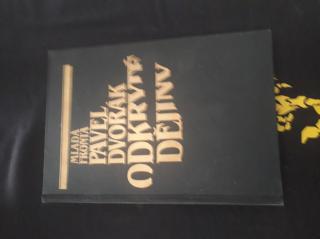 MLADÁ
FRONTA
PAVEL
DVOŘÁK
ODKRYTÉ
DĚJINY